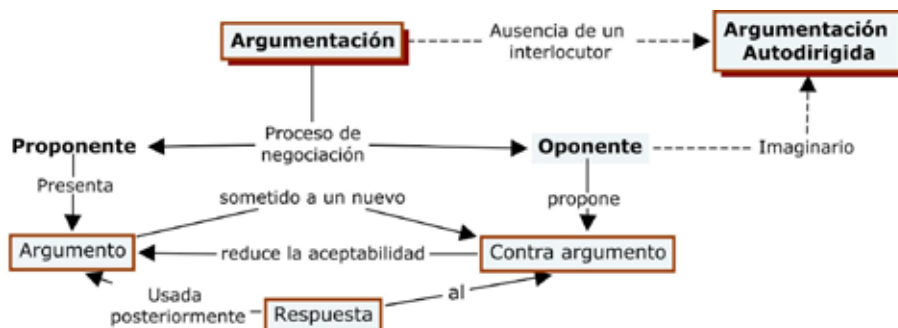 Argumentación
Ausencia de un
interlocutor
Argumentación
Autodirigida
Proponente
Proceso de
negociación
Oponente
Imaginario
Presenta
sometido a un nuevo
propone
Argumento
reduce la aceptabilidad
Contra argumento
Usada
posteriormente
Respuesta
al